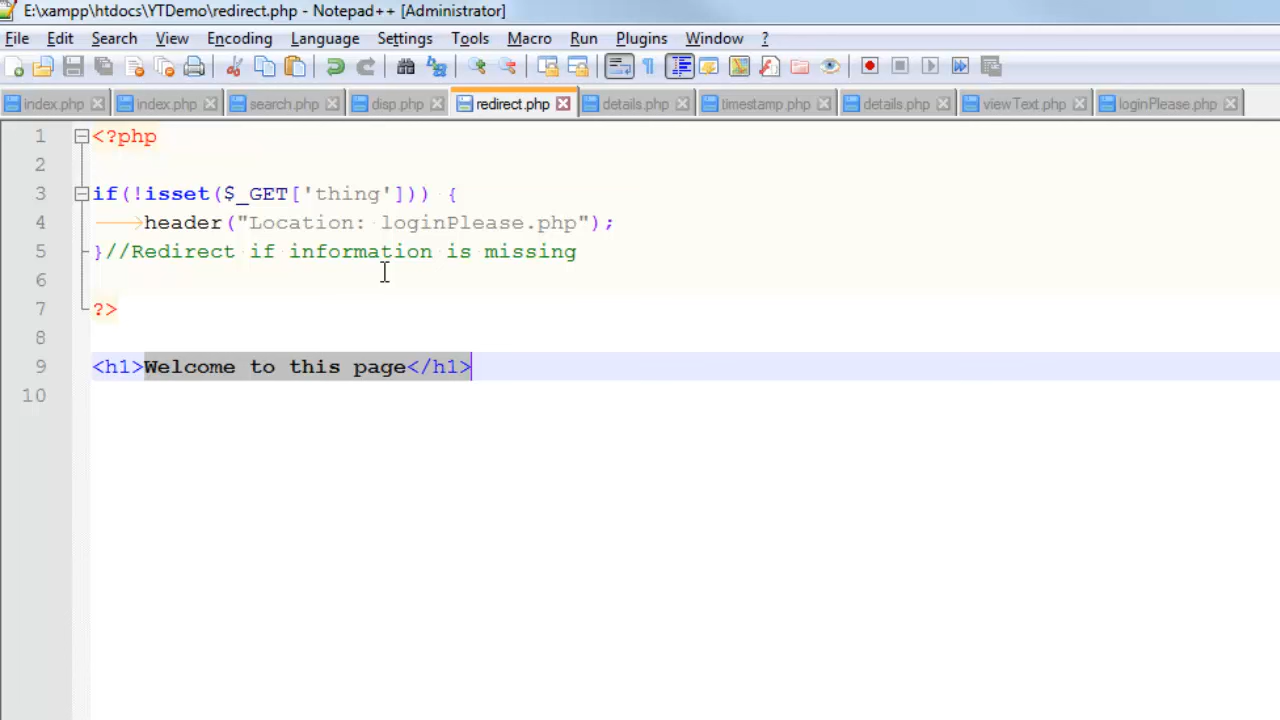 E:\xampp\htdocs\YTDemo\redirect.php - Notepad++ [Administrator]
File Edit Search View Encoding Language Settings Tools Macro Run Plugins Window ?
index.php index.php search.php disp.php redirect.php details.php timestamp.php details.php viewText.php loginPlease.php
1 <?php
2
3 if(!isset($_GET['thing'])) {
4 header("Location: loginPlease.php");
5 }//Redirect if information is missing
6
7 ?>
8
9 <h1>Welcome to this page</h1>
10